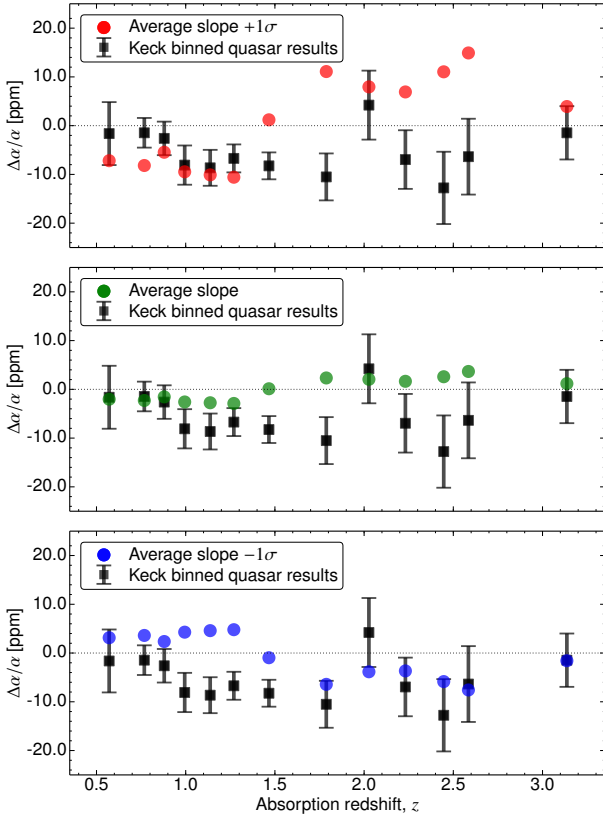 Average slope +1σ
Keck binned quasar results
20.0
10.0
0.0
-10.0
-20.0
Δα/α [ppm]
Average slope
Keck binned quasar results
20.0
10.0
0.0
-10.0
-20.0
Δα/α [ppm]
Average slope −1σ
Keck binned quasar results
20.0
10.0
0.0
-10.0
-20.0
Δα/α [ppm]
0.5 1.0 1.5 2.0 2.5 3.0
Absorption redshift, z